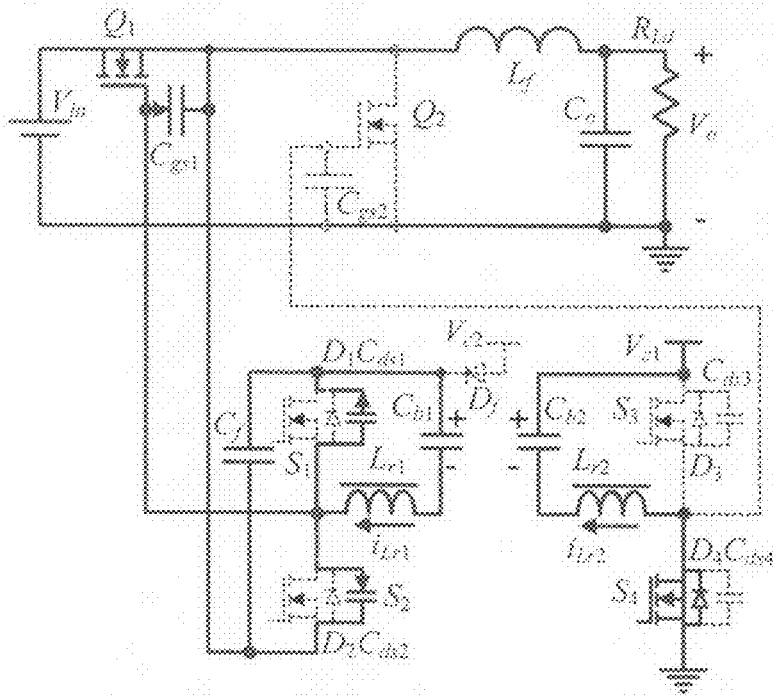 Q1
RLd
+
Vin
Lf
Co
Vo
Q2
Cgs1
Cgs2
-
Vc2
Vc1
D1 Cds1
Cds3
Df
Cf
Cb1
+
+
Cb2
S3
S1
Lr1
-
-
Lr2
D3
iLr1
iLr2
D4 Cds4
S2
S4
D2 Cds2